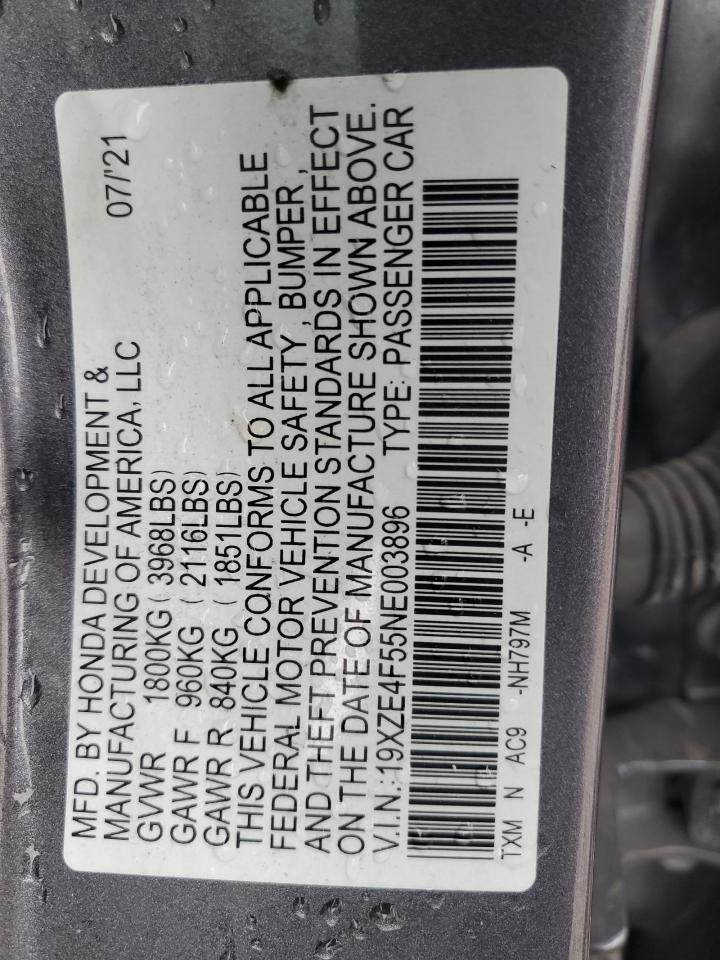 MFD. BY HONDA DEVELOPMENT &
MANUFACTURING OF AMERICA, LLC 07/'21
GVWR 1800KG ( 3968LBS)
GAWR F 960KG ( 2116LBS)
GAWR R 840KG ( 1851LBS)
THIS VEHICLE CONFORMS TO ALL APPLICABLE
FEDERAL MOTOR VEHICLE SAFETY , BUMPER ,
AND THEFT PREVENTION STANDARDS IN EFFECT
ON THE DATE OF MANUFACTURE SHOWN ABOVE.
V.I.N.:19XZE4F55NE003896 TYPE: PASSENGER CAR
TXM N AC9 -NH797M -A -E